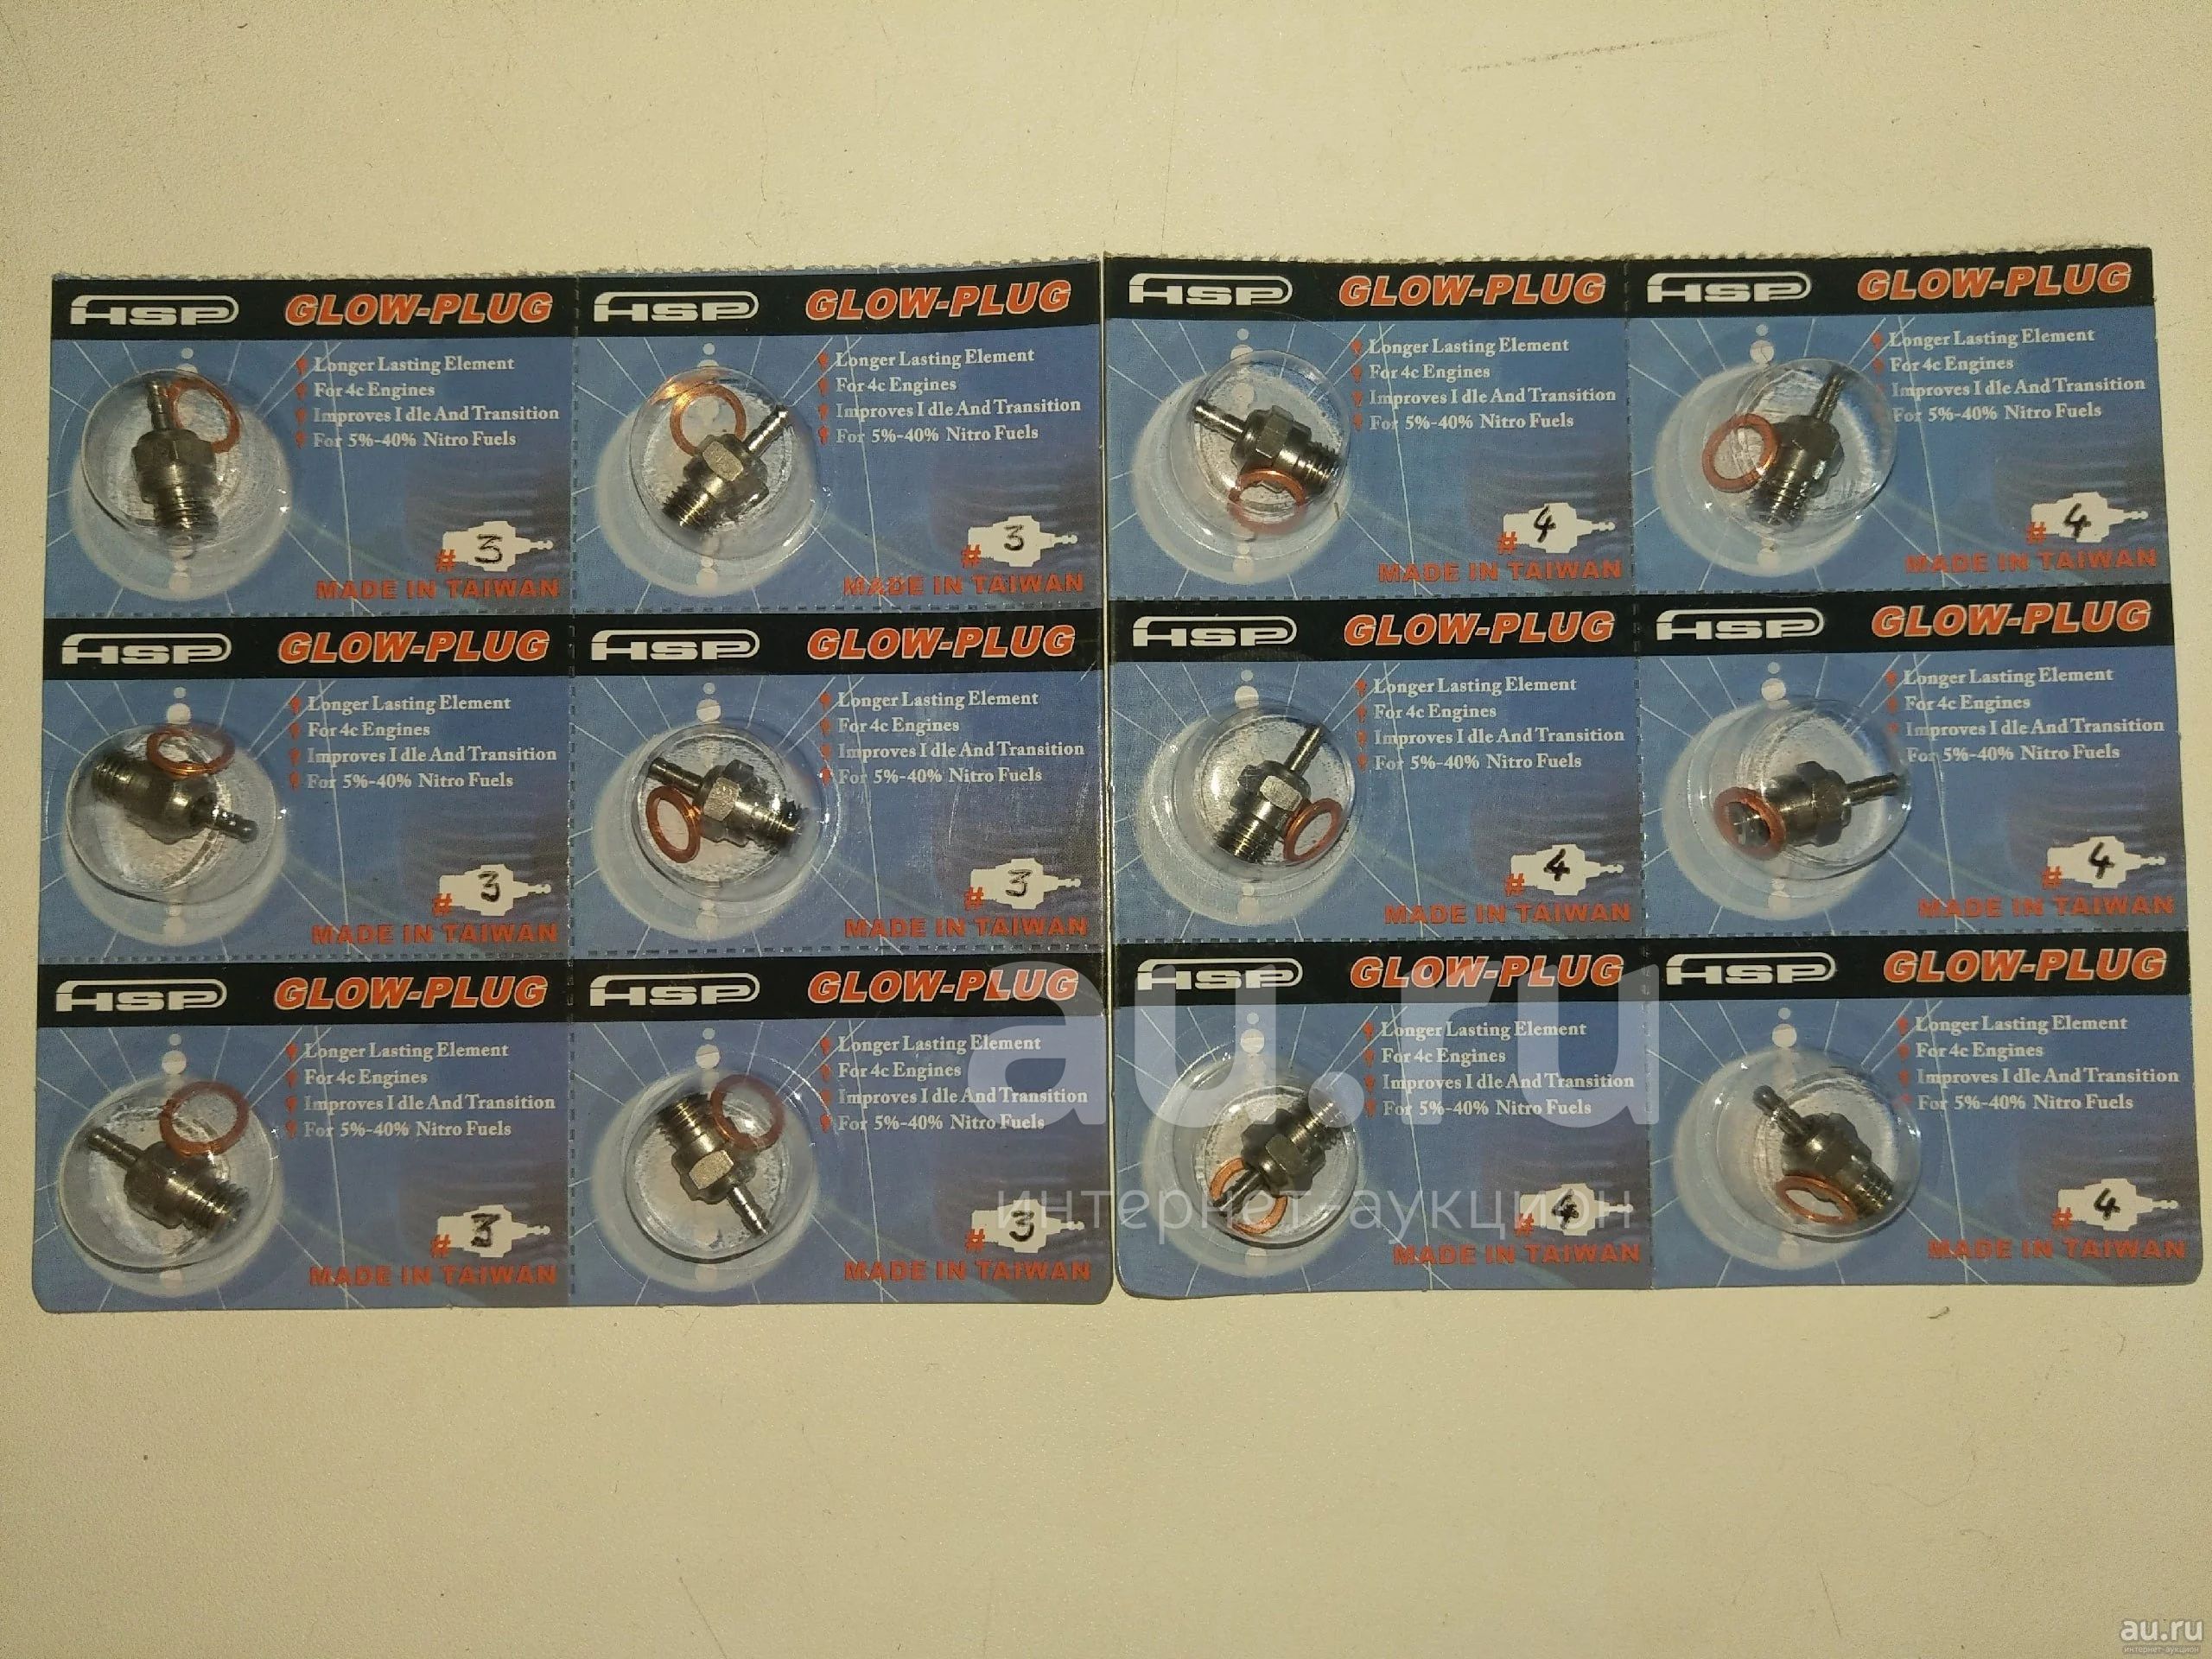 HSP GLOW-PLUG
Longer Lasting Element
For 4c Engines
Improves I dle And Transition
For 5%-40% Nitro Fuels
# 3
MADE IN TAIWAN
HSP GLOW-PLUG
Longer Lasting Element
For 4c Engines
Improves I dle And Transition
For 5%-40% Nitro Fuels
# 3
MADE IN TAIWAN
HSP GLOW-PLUG
Longer Lasting Element
For 4c Engines
Improves I dle And Transition
For 5%-40% Nitro Fuels
# 4
MADE IN TAIWAN
HSP GLOW-PLUG
Longer Lasting Element
For 4c Engines
Improves I dle And Transition
For 5%-40% Nitro Fuels
# 4
MADE IN TAIWAN
HSP GLOW-PLUG
Longer Lasting Element
For 4c Engines
Improves I dle And Transition
For 5%-40% Nitro Fuels
# 3
MADE IN TAIWAN
HSP GLOW-PLUG
Longer Lasting Element
For 4c Engines
Improves I dle And Transition
For 5%-40% Nitro Fuels
# 3
MADE IN TAIWAN
HSP GLOW-PLUG
Longer Lasting Element
For 4c Engines
Improves I dle And Transition
For 5%-40% Nitro Fuels
# 4
MADE IN TAIWAN
HSP GLOW-PLUG
Longer Lasting Element
For 4c Engines
Improves I dle And Transition
For 5%-40% Nitro Fuels
# 4
MADE IN TAIWAN
HSP GLOW-PLUG
Longer Lasting Element
For 4c Engines
Improves I dle And Transition
For 5%-40% Nitro Fuels
# 3
MADE IN TAIWAN
HSP GLOW-PLUG
Longer Lasting Element
For 4c Engines
Improves I dle And Transition
For 5%-40% Nitro Fuels
# 3
MADE IN TAIWAN
HSP GLOW-PLUG
Longer Lasting Element
For 4c Engines
Improves I dle And Transition
For 5%-40% Nitro Fuels
# 4
MADE IN TAIWAN
HSP GLOW-PLUG
Longer Lasting Element
For 4c Engines
Improves I dle And Transition
For 5%-40% Nitro Fuels
# 4
MADE IN TAIWAN
au.ru
интернет-аукцион
au.ru
интернет-аукцион